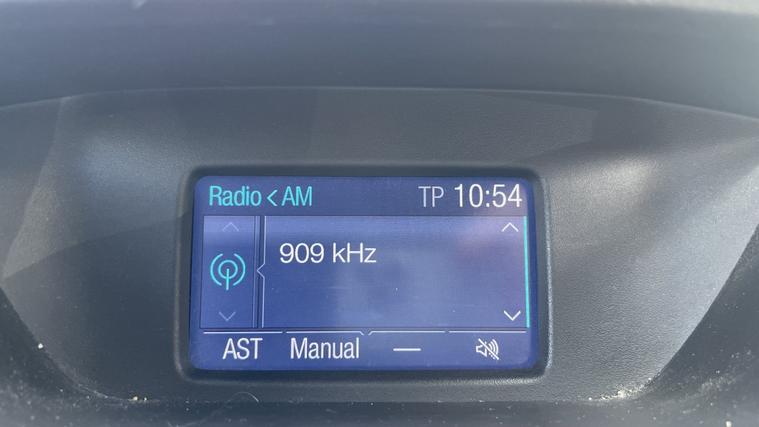 Radio < AM TP 10:54
909 kHz
AST Manual —